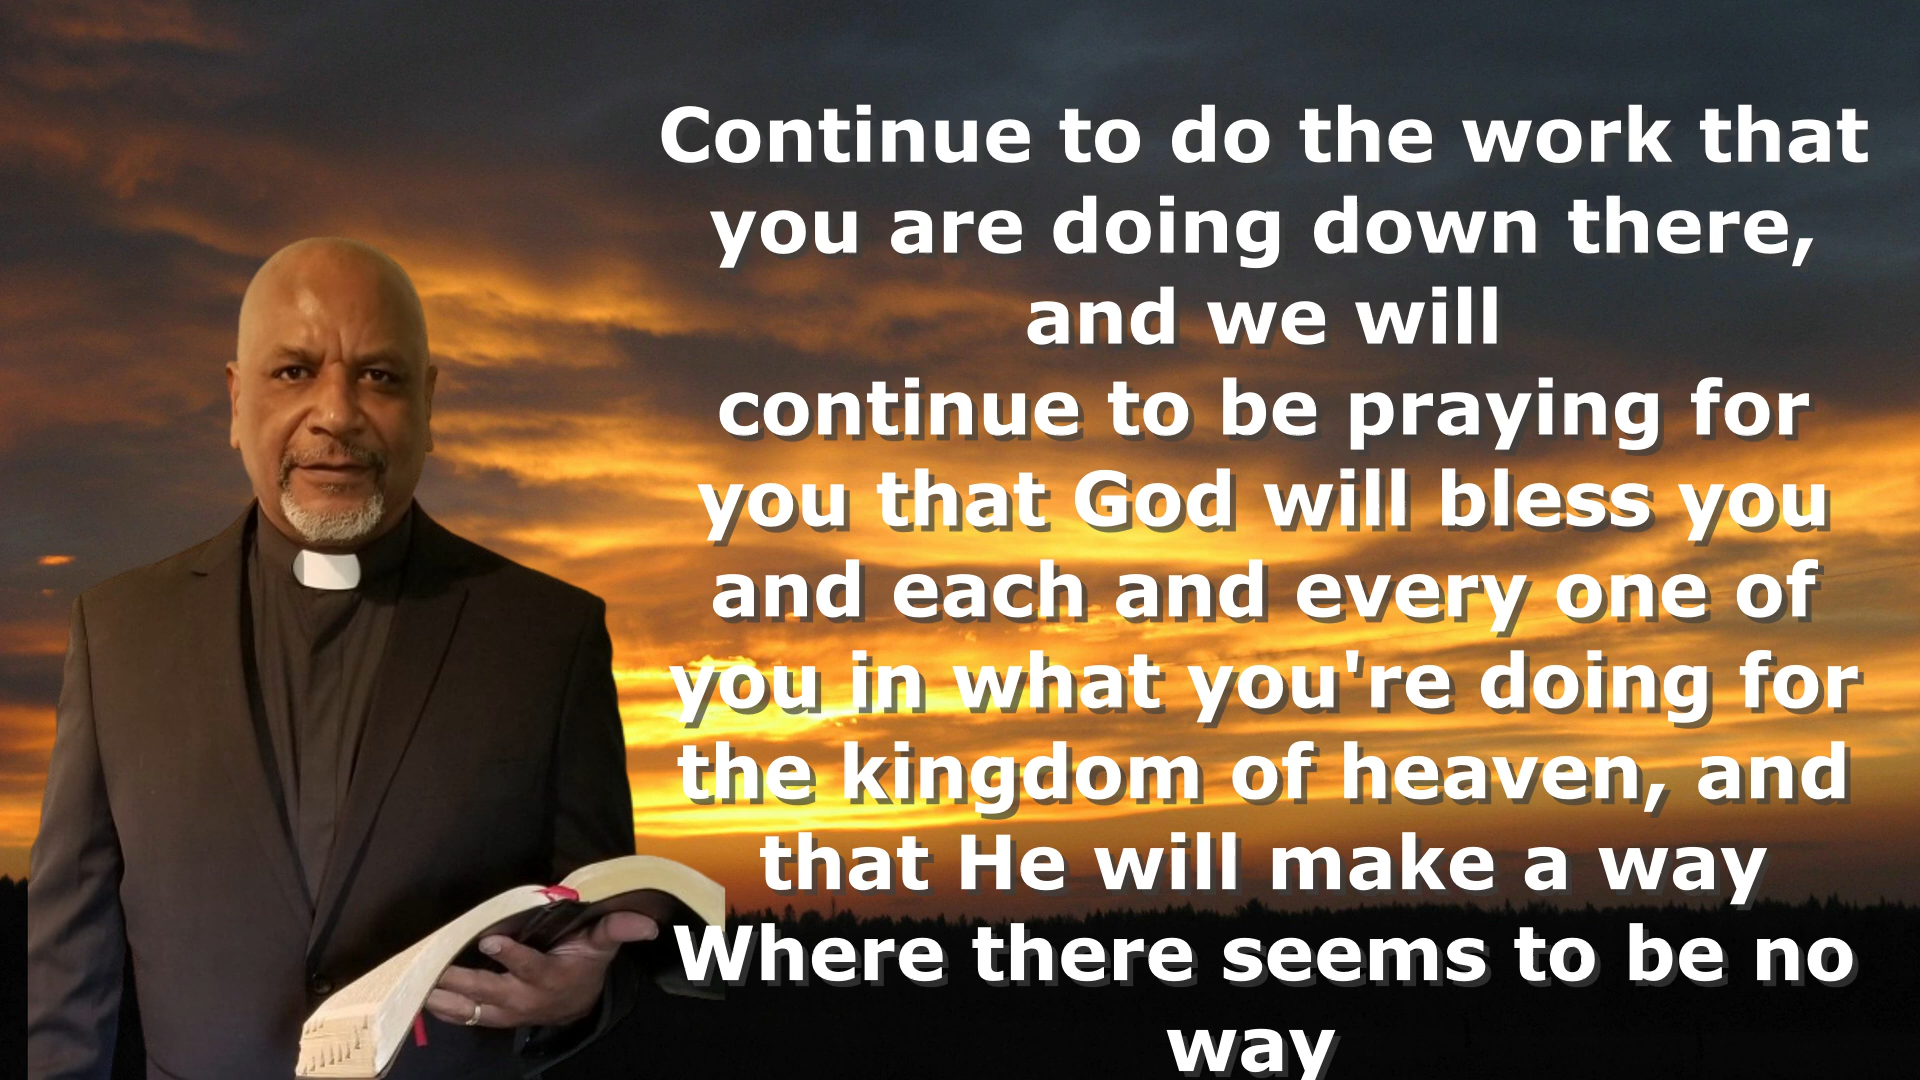 Continue to do the work that
you are doing down there,
and we will
continue to be praying for
you that God will bless you
and each and every one of
you in what you're doing for
the kingdom of heaven, and
that He will make a way
Where there seems to be no
way